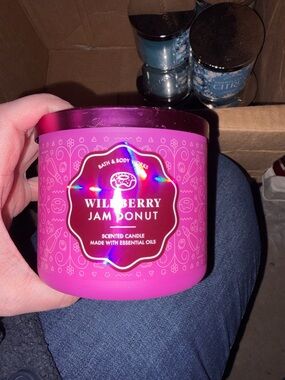 BATH & BODY WORKS
WILDBERRY
JAM DONUT
SCENTED CANDLE
MADE WITH ESSENTIAL OILS